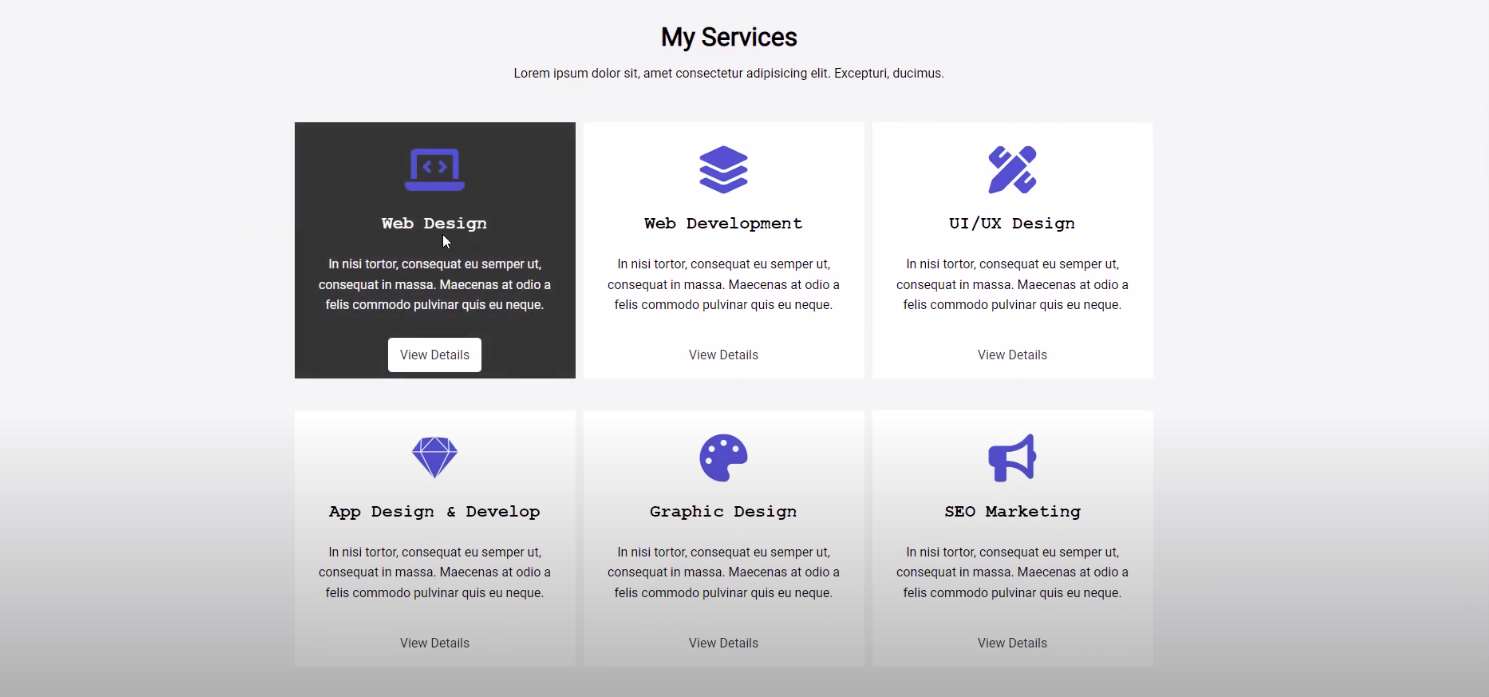 My Services
Lorem ipsum dolor sit, amet consectetur adipisicing elit. Excepturi, ducimus.
Web Design
In nisi tortor, consequat eu semper ut,
consequat in massa. Maecenas at odio a
felis commodo pulvinar quis eu neque.
View Details
Web Development
In nisi tortor, consequat eu semper ut,
consequat in massa. Maecenas at odio a
felis commodo pulvinar quis eu neque.
View Details
UI/UX Design
In nisi tortor, consequat eu semper ut,
consequat in massa. Maecenas at odio a
felis commodo pulvinar quis eu neque.
View Details
App Design & Develop
In nisi tortor, consequat eu semper ut,
consequat in massa. Maecenas at odio a
felis commodo pulvinar quis eu neque.
View Details
Graphic Design
In nisi tortor, consequat eu semper ut,
consequat in massa. Maecenas at odio a
felis commodo pulvinar quis eu neque.
View Details
SEO Marketing
In nisi tortor, consequat eu semper ut,
consequat in massa. Maecenas at odio a
felis commodo pulvinar quis eu neque.
View Details